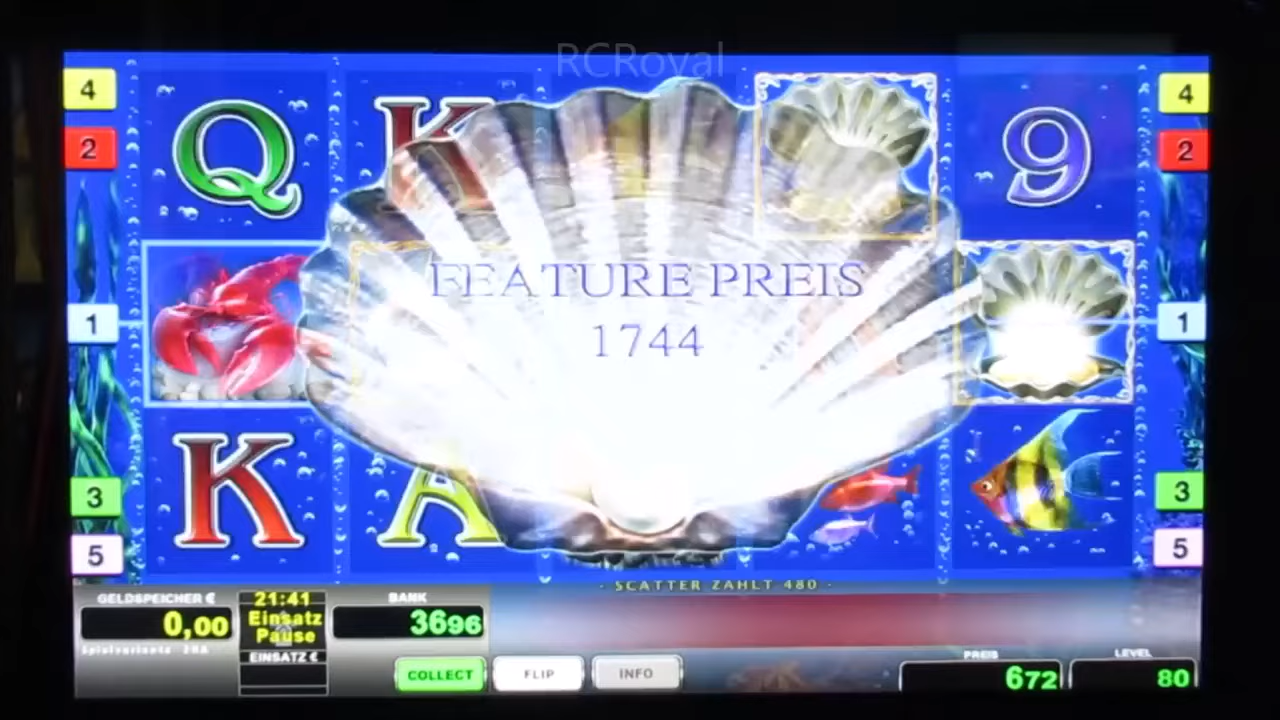 RCRoyal
4
4
Q
K
9
2
2
FEATURE PREIS
1744
1
1
K
A
3
3
5
5
· SCATTER ZAHLT 480 ·
GELDSPEICHER €
0,00
21:41
Einsatz
Pause
EINSATZ €
BANK
3696
COLLECT
FLIP
INFO
PREIS
672
LEVEL
80